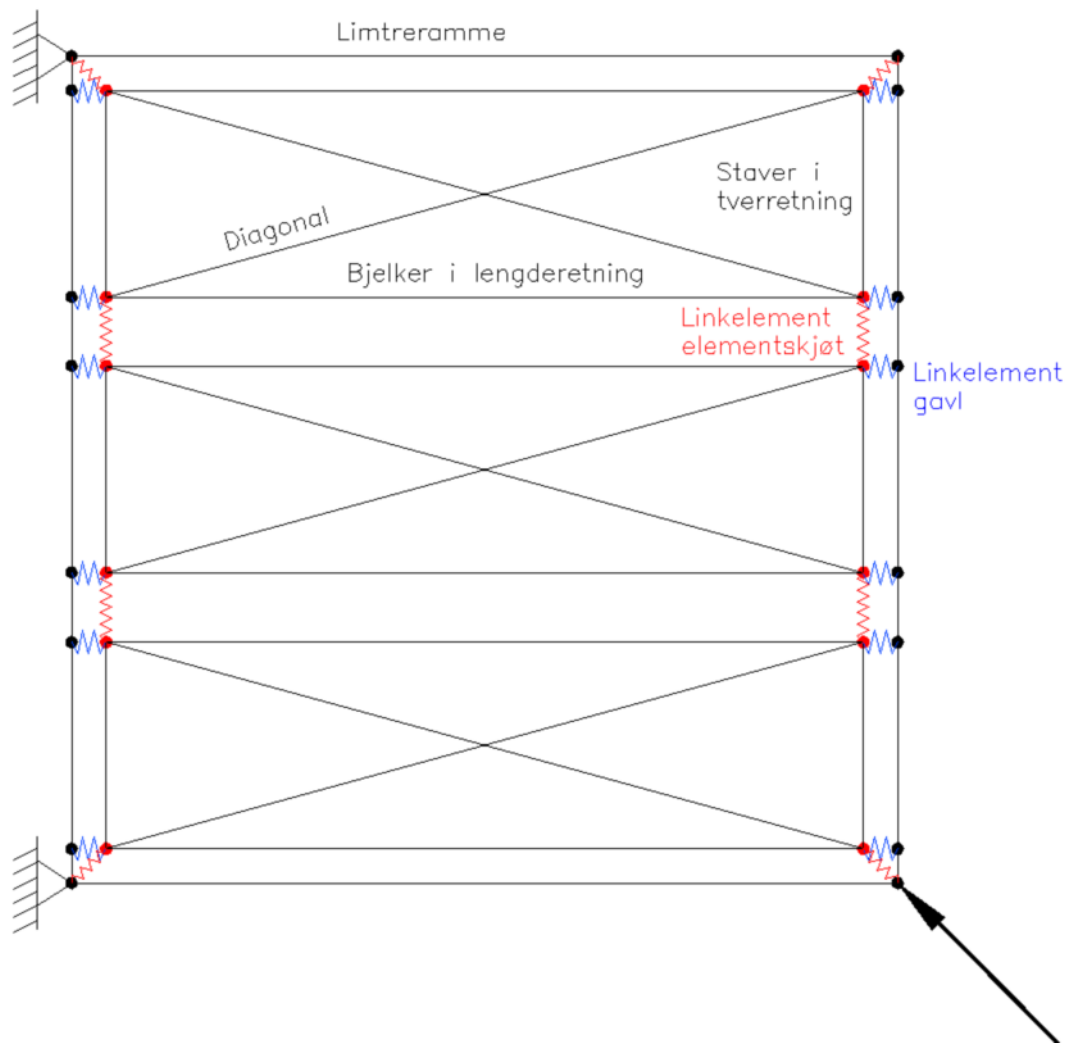 Limtreramme
Staver i
tverretning
Diagonal
Bjelker i lengderetning
Linkelement
elementskjøt
Linkelement
gavl